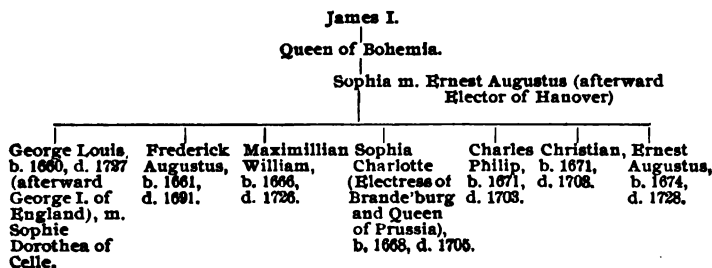 James I.
Queen of Bohemia.
Sophia m. Ernest Augustus (afterward
Elector of Hanover)
George Louis,
b. 1660, d. 1727
(afterward
George I. of
England), m.
Sophie
Dorothea of
Celle.
Frederick
Augustus,
b. 1661,
d. 1691.
Maximillian
William,
b. 1666,
d. 1726.
Sophia
Charlotte
(Electress of
Brande'burg
and Queen
of Prussia),
b, 1668, d. 1705.
Charles
Philip,
b. 1671,
d. 1703.
Christian,
b. 1671,
d. 1708.
Ernest
Augustus,
b. 1674,
d. 1728.